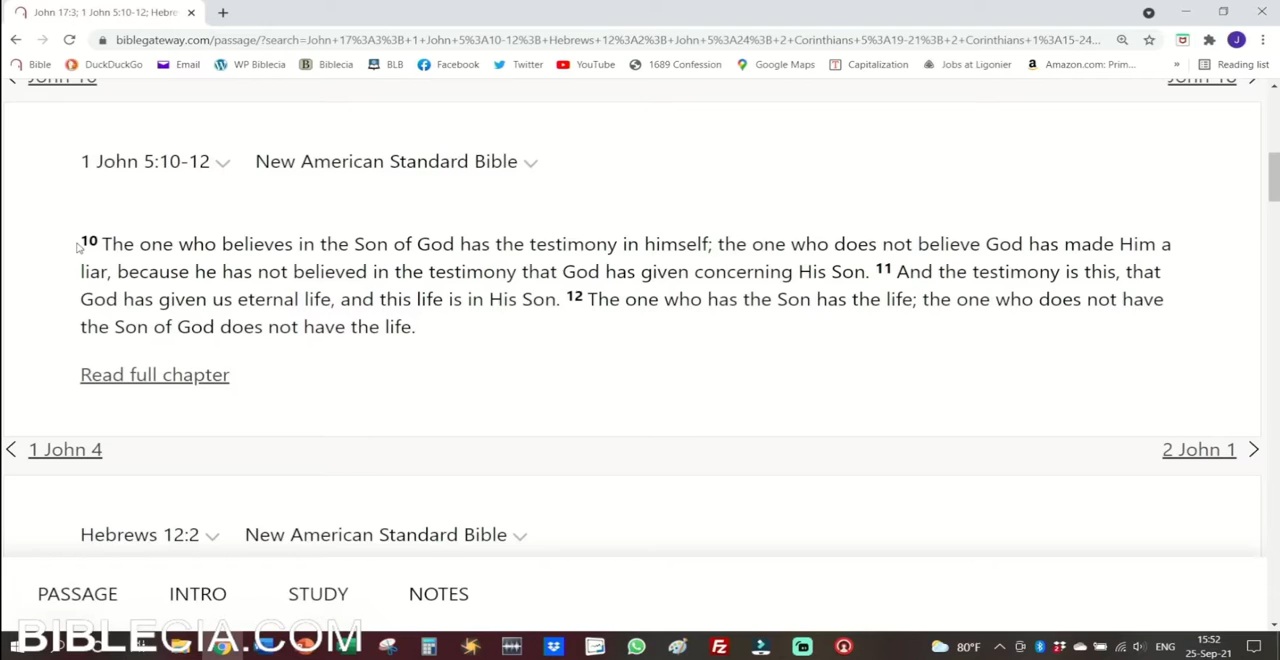 John 17:3; 1 John 5:10-12; Hebre
biblegateway.com/passage/?search=John+17%3A3%3B+1+John+5%3A10-12%3B+Hebrews+12%3A2%3B+John+5%3A24%3B+2+Corinthians+5%3A19-21%3B+2+Corinthians+1%3A15-24...
Bible DuckDuckGo Email WP Biblecia Biblecia BLB Facebook Twitter YouTube 1689 Confession Google Maps Capitalization Jobs at Ligonier Amazon.com: Prim... » Reading list
1 John 5:10-12 New American Standard Bible
10 The one who believes in the Son of God has the testimony in himself; the one who does not believe God has made Him a
liar, because he has not believed in the testimony that God has given concerning His Son. 11 And the testimony is this, that
God has given us eternal life, and this life is in His Son. 12 The one who has the Son has the life; the one who does not have
the Son of God does not have the life.
Read full chapter
1 John 4 2 John 1
Hebrews 12:2 New American Standard Bible
PASSAGE INTRO STUDY NOTES
BIBLECIA.COM
80°F ENG 15:52
25-Sep-21